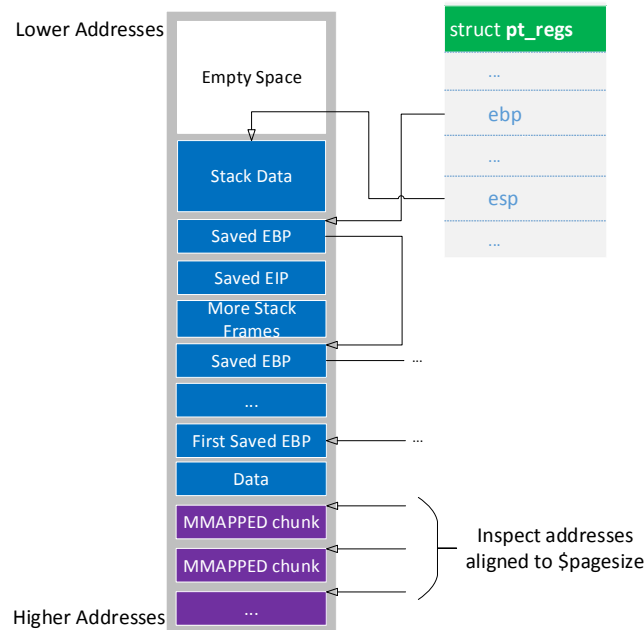 Lower Addresses
Empty Space
Stack Data
Saved EBP
Saved EIP
More Stack
Frames
Saved EBP
...
First Saved EBP
Data
MMAPPED chunk
MMAPPED chunk
...
Higher Addresses
struct pt_regs
...
ebp
...
esp
...
...
...
Inspect addresses
aligned to $pagesize